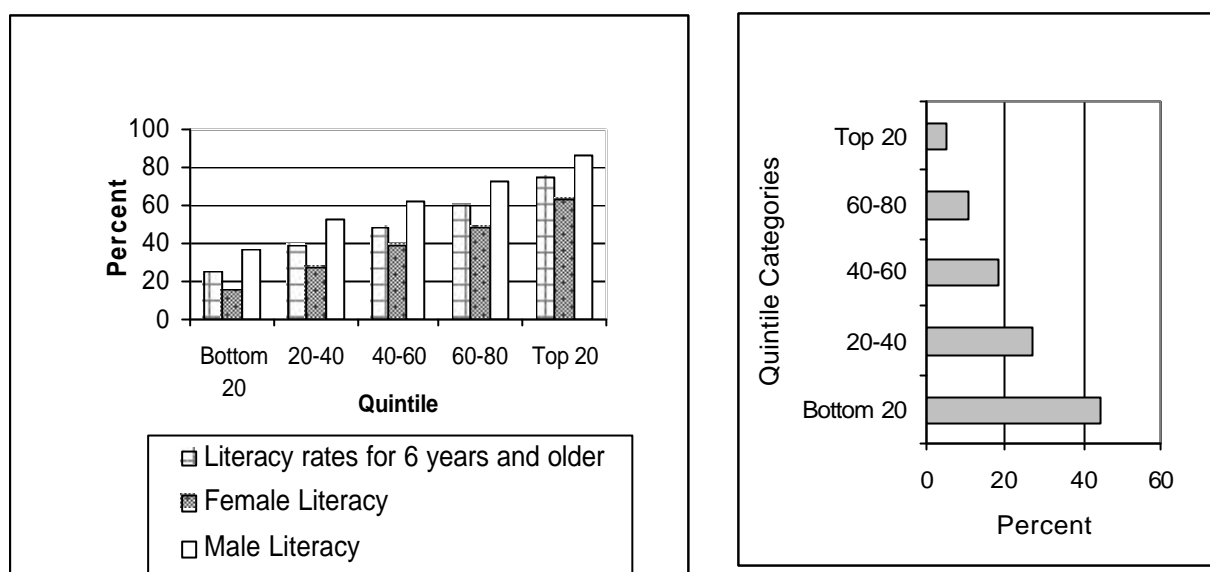 100
80
60
40
20
0
Percent
Bottom 20-40 40-60 60-80 Top 20
20
Quintile
Literacy rates for 6 years and older
Female Literacy
Male Literacy
Quintile Categories
Top 20
60-80
40-60
20-40
Bottom 20
0 20 40 60
Percent